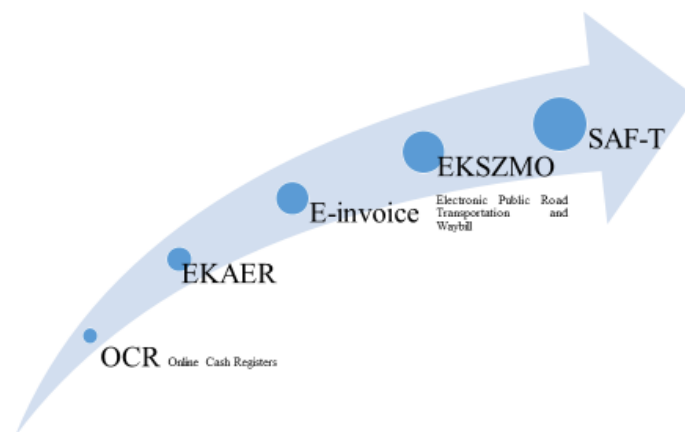 SAF-T
EKSZMO
Electronic Public Road
Transportation and
Waybill
E-invoice
EKAER
OCR Online Cash Registers